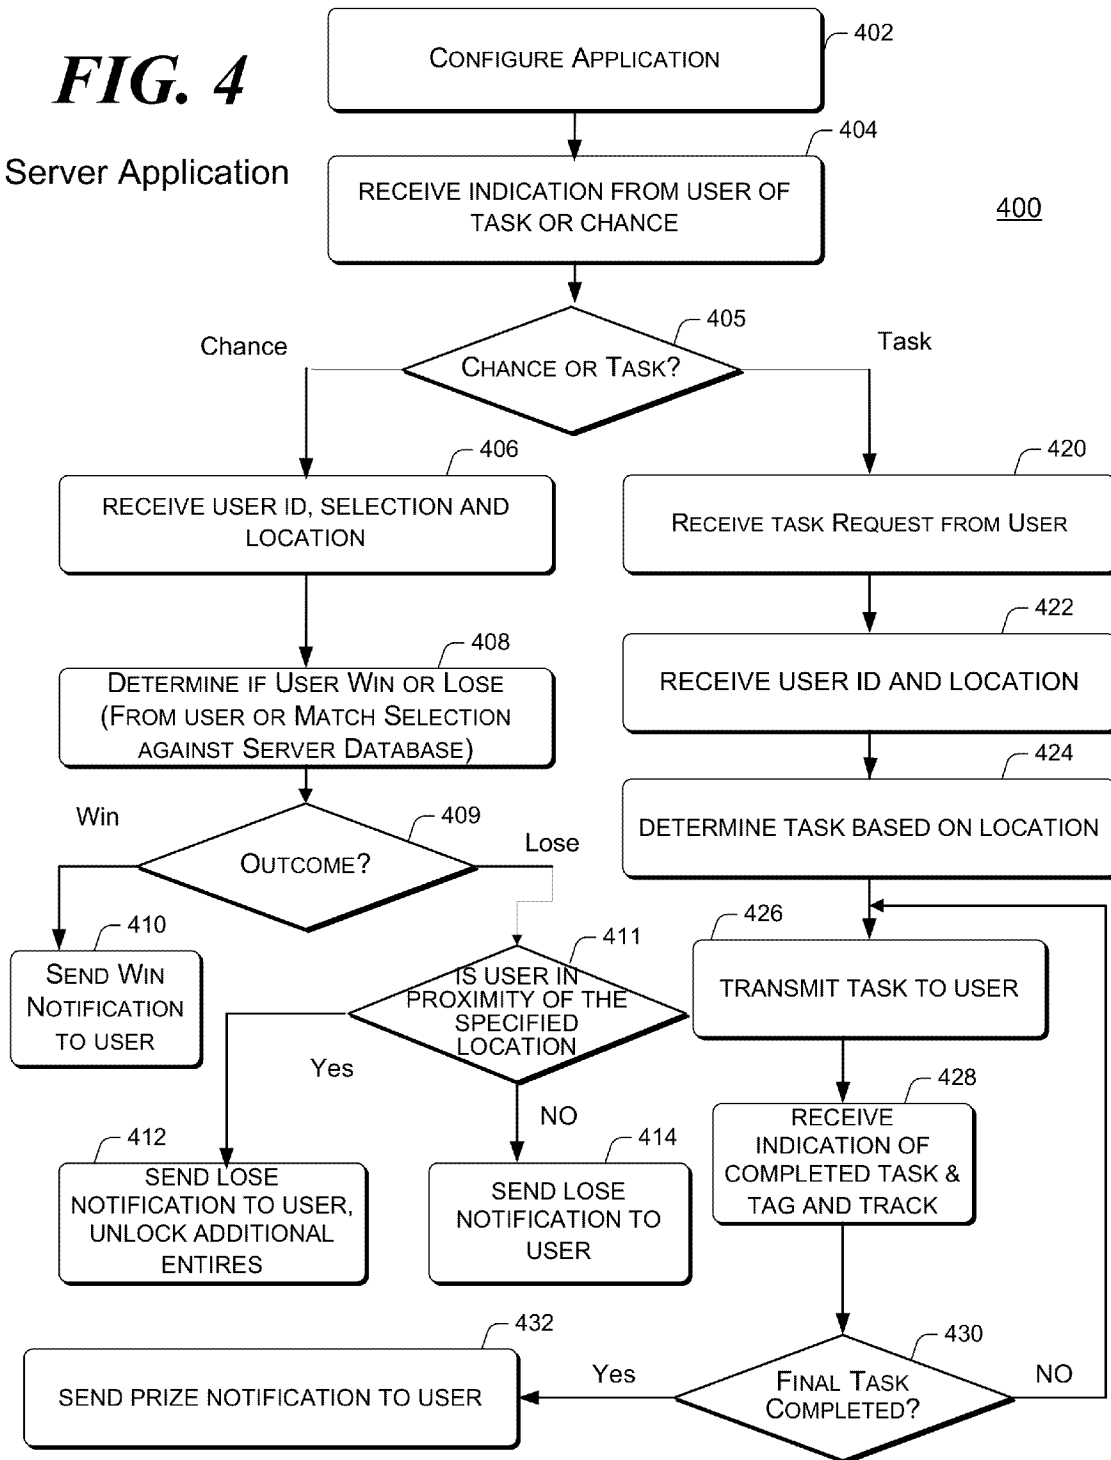 FIG. 4
Server Application
400
402
CONFIGURE APPLICATION
404
RECEIVE INDICATION FROM USER OF
TASK OR CHANCE
405
CHANCE OR TASK?
Chance
Task
406
RECEIVE USER ID, SELECTION AND
LOCATION
408
DETERMINE IF USER WIN OR LOSE
(FROM USER OR MATCH SELECTION
AGAINST SERVER DATABASE)
409
OUTCOME?
Win
Lose
410
SEND WIN
NOTIFICATION
TO USER
411
IS USER IN
PROXIMITY OF THE
SPECIFIED
LOCATION
Yes
NO
412
SEND LOSE
NOTIFICATION TO USER,
UNLOCK ADDITIONAL
ENTIRES
414
SEND LOSE
NOTIFICATION TO
USER
420
RECEIVE TASK REQUEST FROM USER
422
RECEIVE USER ID AND LOCATION
424
DETERMINE TASK BASED ON LOCATION
426
TRANSMIT TASK TO USER
428
RECEIVE
INDICATION OF
COMPLETED TASK &
TAG AND TRACK
430
FINAL TASK
COMPLETED?
Yes
NO
432
SEND PRIZE NOTIFICATION TO USER